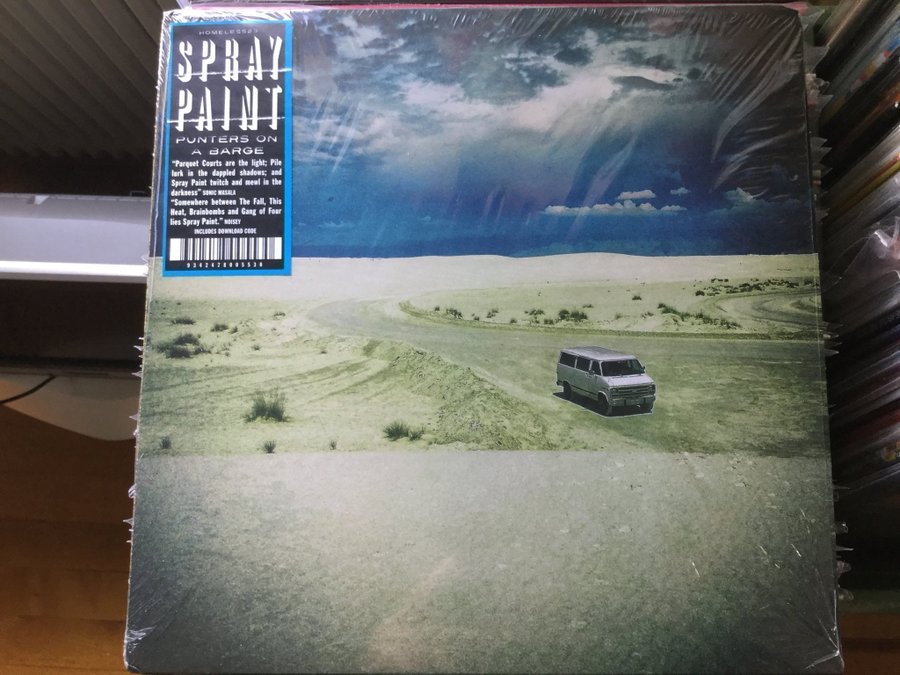 HOMELESS23
SPRAY
PAINT
PUNTERS ON
A BARGE
"Parquet Courts are the light; Pile
lurk in the dappled shadows; and
Spray Paint twitch and mewl in the
darkness" SONIC MASALA
"Somewhere between The Fall, This
Heat, Brainbombs and Gang of Four
lies Spray Paint." NOISEY
INCLUDES DOWNLOAD CODE
9342478005530